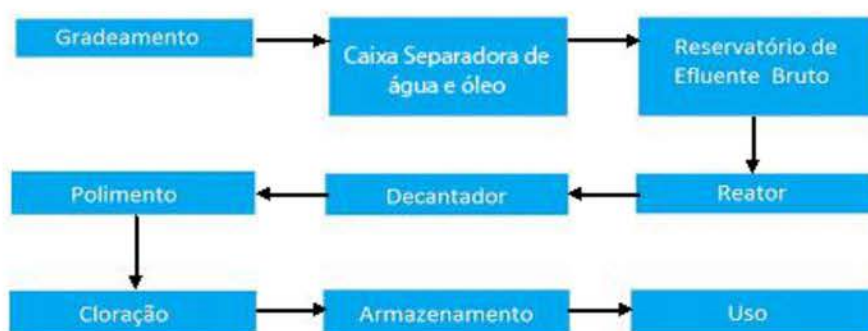 Gradeamento
Caixa Separadora de
água e óleo
Reservatório de
Efluente Bruto
Reator
Decantador
Polimento
Cloração
Armazenamento
Uso